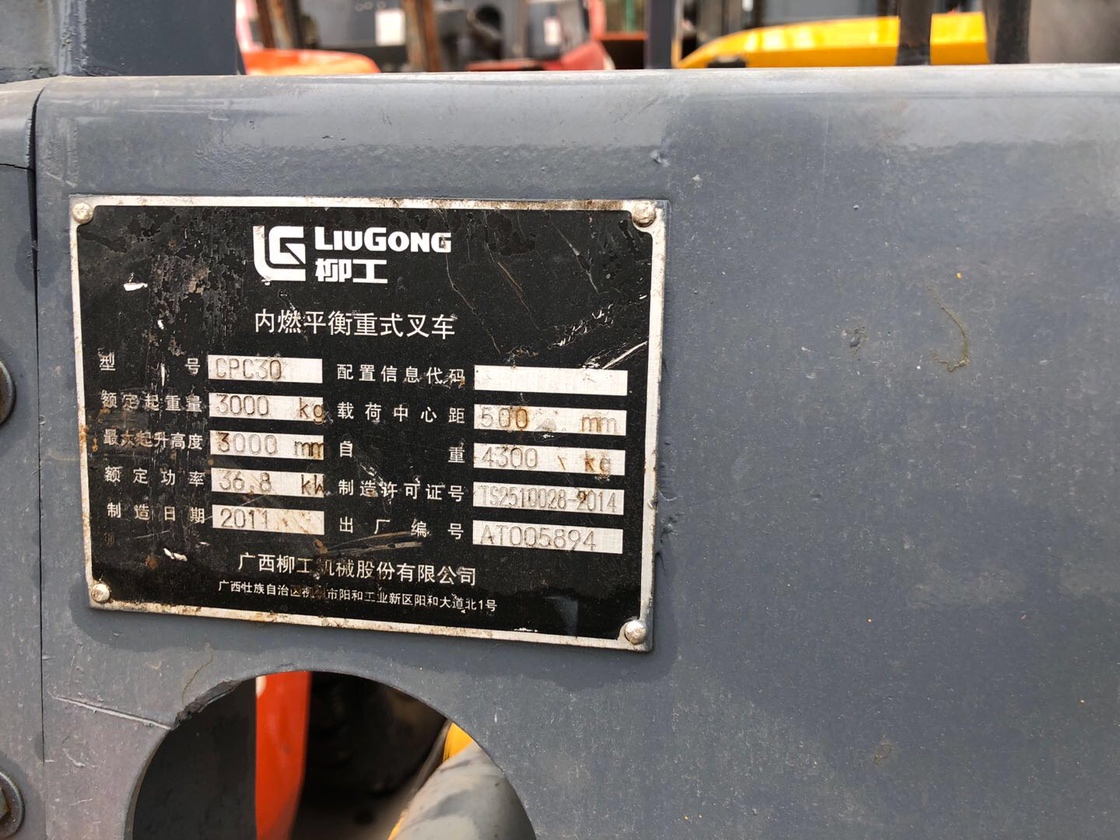 LIUGONG
柳工
内燃平衡重式叉车
型号 CPC30 配置信息代码
额定起重量 3000 kg 载荷中心距 500 mm
最大起升高度 3000 mm 自重 4300 kg
额定功率 36.8 kW 制造许可证号 TS2510028-2014
制造日期 2011 出厂编号 AT005894
广西柳工机械股份有限公司
广西壮族自治区柳州市阳和工业新区阳和大道北1号